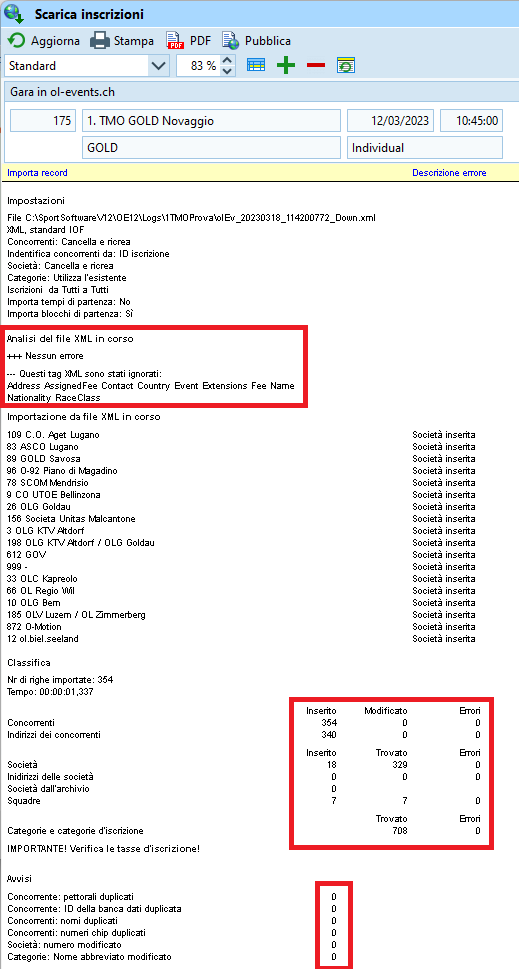 Scarica inscrizioni
Aggiorna Stampa PDF Pubblica
Standard 83 %
Gara in ol-events.ch
175 1. TMO GOLD Novaggio 12/03/2023 10:45:00
GOLD Individual
Importa record Descrizione errore
Impostazioni
File C:\SportSoftware\V12\OE12\Logs\1TMOProva\olEv_20230318_114200772_Down.xml
XML, standard IOF
Concorrenti: Cancella e ricrea
Indentifica concorrenti da: ID iscrizione
Società: Cancella e ricrea
Categorie: Utilizza l'esistente
Iscrizioni da Tutti a Tutti
Importa tempi di partenza: No
Importa blocchi di partenza: Sì
Analisi del file XML in corso
+++ Nessun errore
--- Questi tag XML sono stati ignorati:
Address AssignedFee Contact Country Event Extensions Fee Name
Nationality RaceClass
Importazione da file XML in corso
109 C.O. Aget Lugano Società inserita
83 ASCO Lugano Società inserita
89 GOLD Savosa Società inserita
96 O-92 Piano di Magadino Società inserita
78 SCOM Mendrisio Società inserita
9 CO UTOE Bellinzona Società inserita
26 OLG Goldau Società inserita
156 Societa Unitas Malcantone Società inserita
3 OLG KTV Altdorf Società inserita
198 OLG KTV Altdorf / OLG Goldau Società inserita
612 GOV Società inserita
999 - Società inserita
33 OLC Kapreolo Società inserita
66 OL Regio Wil Società inserita
10 OLG Bern Società inserita
185 OLV Luzern / OL Zimmerberg Società inserita
872 O-Motion Società inserita
12 ol.biel.seeland Società inserita
Classifica
Nr di righe importate: 354
Tempo: 00:00:01,337
Inserito Modificato Errori
Concorrenti 354 0 0
Indirizzi dei concorrenti 340 0 0
Inserito Trovato Errori
Società 18 329 0
Inidirizzi delle società 0 0 0
Società dall'archivio 0
Squadre 7 7 0
Trovato Errori
Categorie e categorie d'iscrizione 708 0
IMPORTANTE! Verifica le tasse d'iscrizione!
Avvisi
Concorrente: pettorali duplicati 0
Concorrente: ID della banca dati duplicata 0
Concorrenti: nomi duplicati 0
Concorrenti: numeri chip duplicati 0
Società: numero modificato 0
Categorie: Nome abbreviato modificato 0